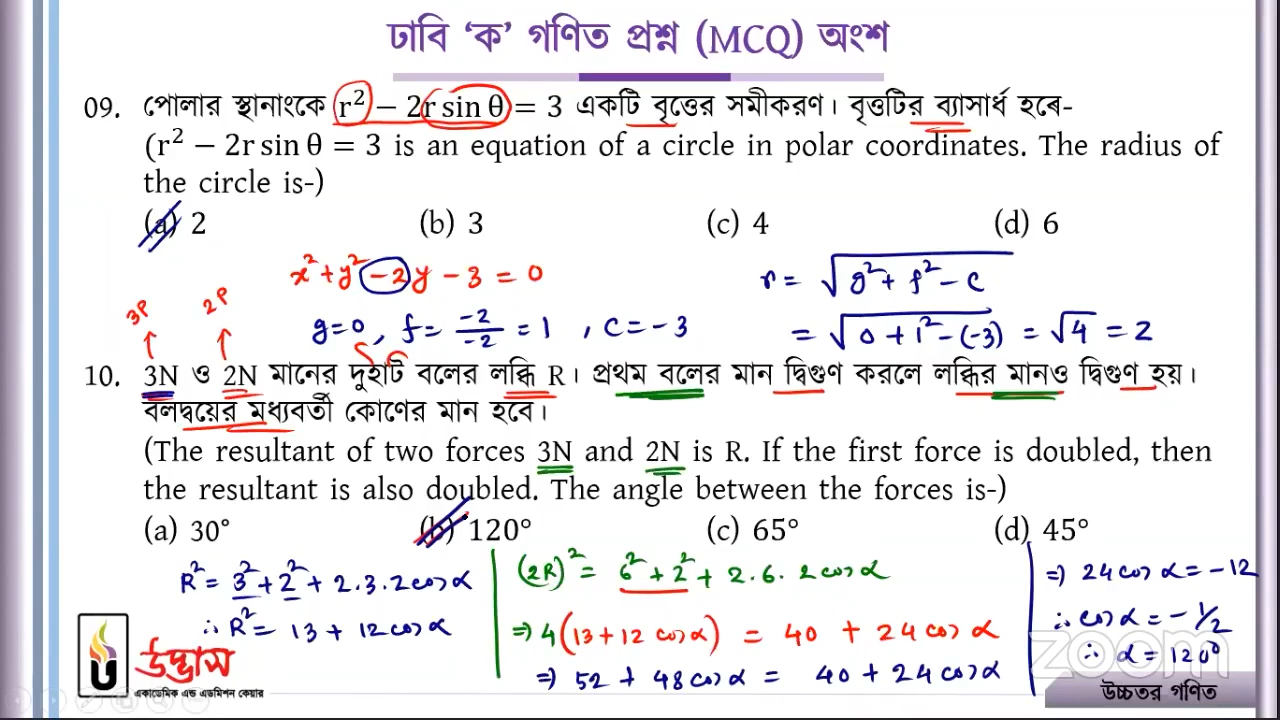 ঢাবি ‘ক’ গণিত প্রশ্ন (MCQ) অংশ
09. পোলার স্থানাংকে r² − 2r sin θ = 3 একটি বৃত্তের সমীকরণ। বৃত্তটির ব্যাসার্ধ হবে-
(r² − 2r sin θ = 3 is an equation of a circle in polar coordinates. The radius of
the circle is-)
(a) 2 (b) 3 (c) 4 (d) 6
x² + y² − 2y − 3 = 0
r = √(g² + f² − c)
3P 2P
g = 0, f = −2/−2 = 1, c = −3
= √(0 + 1² − (−3)) = √4 = 2
10. 3N ও 2N মানের দুইটি বলের লব্ধি R। প্রথম বলের মান দ্বিগুণ করলে লব্ধির মানও দ্বিগুণ হয়।
বলদ্বয়ের মধ্যবর্তী কোণের মান হবে।
(The resultant of two forces 3N and 2N is R. If the first force is doubled, then
the resultant is also doubled. The angle between the forces is-)
(a) 30° (b) 120° (c) 65° (d) 45°
R² = 3² + 2² + 2.3.2cos α
∴ R² = 13 + 12cos α
(2R)² = 6² + 2² + 2.6.2cos α
⇒ 4(13 + 12 cos α) = 40 + 24 cos α
⇒ 52 + 48 cos α = 40 + 24 cos α
⇒ 24 cos α = −12
∴ cos α = −1/2
∴ α = 120°
zoom
উদ্ভাস
একাডেমিক এন্ড এডমিশন কেয়ার
উচ্চতর গণিত